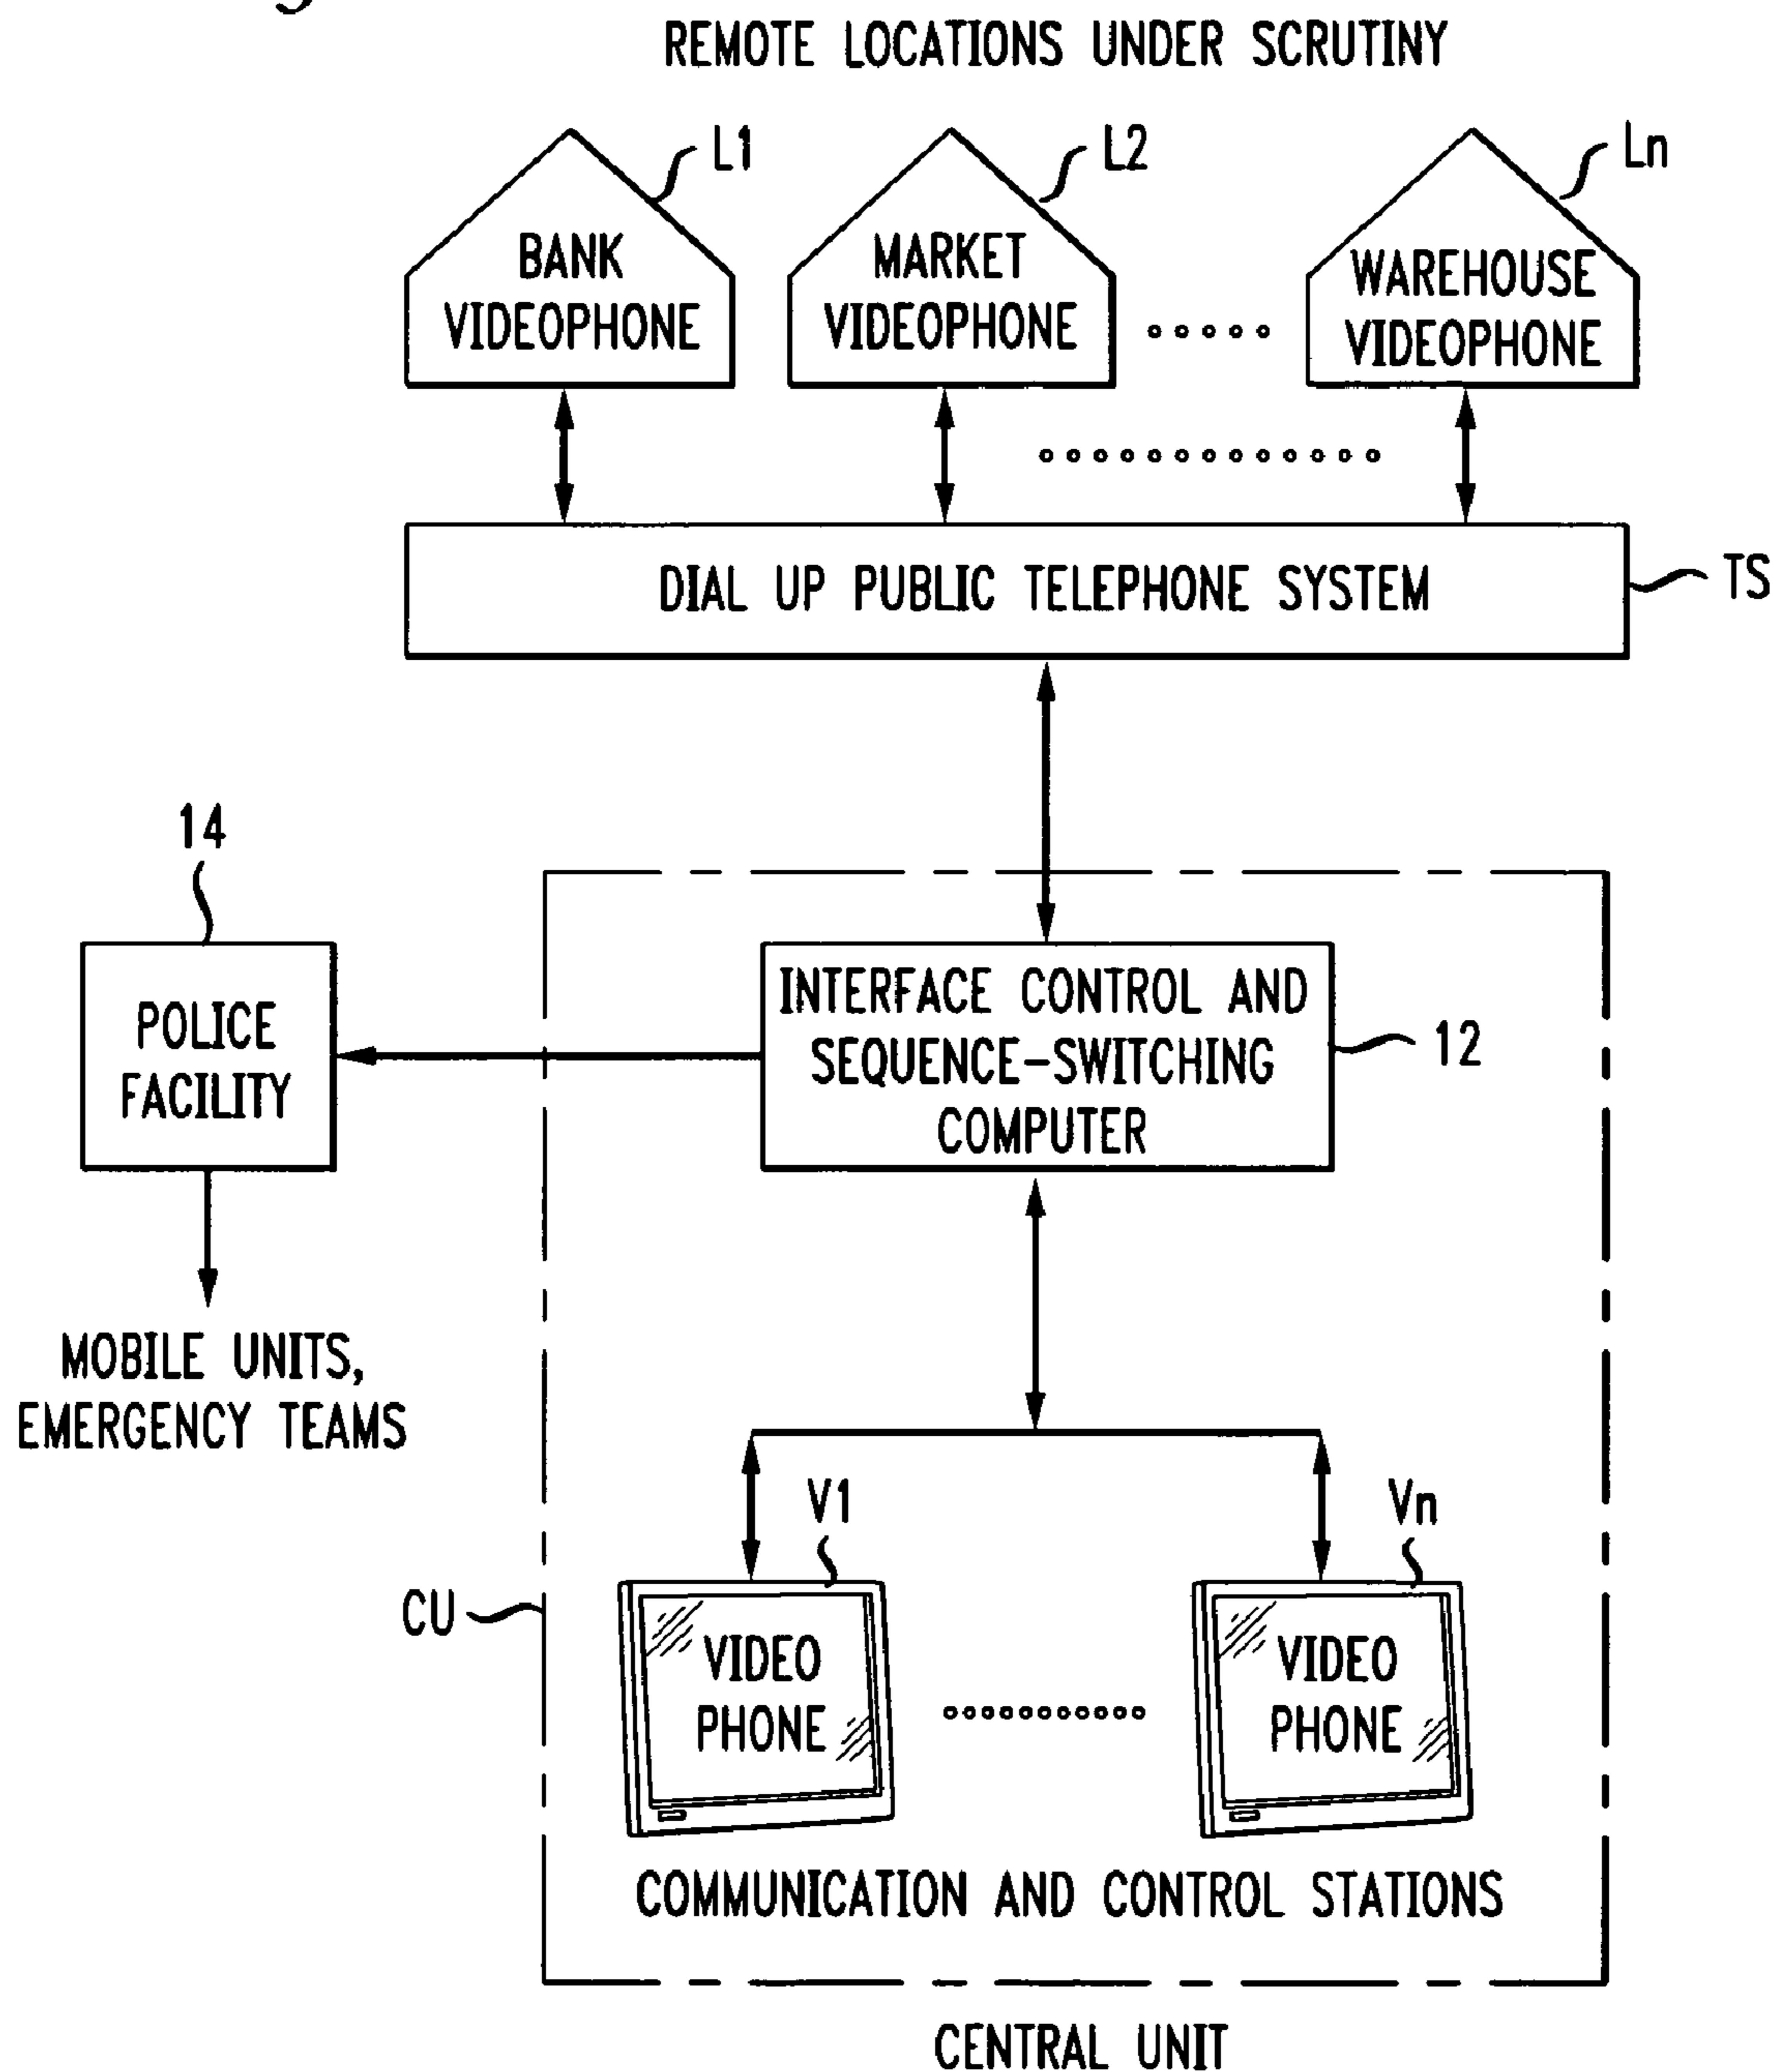 REMOTE LOCATIONS UNDER SCRUTINY
L1
L2
Ln
BANK
VIDEOPHONE
MARKET
VIDEOPHONE
WAREHOUSE
VIDEOPHONE
DIAL UP PUBLIC TELEPHONE SYSTEM
TS
14
POLICE
FACILITY
INTERFACE CONTROL AND
SEQUENCE-SWITCHING
COMPUTER
12
MOBILE UNITS,
EMERGENCY TEAMS
V1
Vn
CU
VIDEO
PHONE
VIDEO
PHONE
COMMUNICATION AND CONTROL STATIONS
CENTRAL UNIT